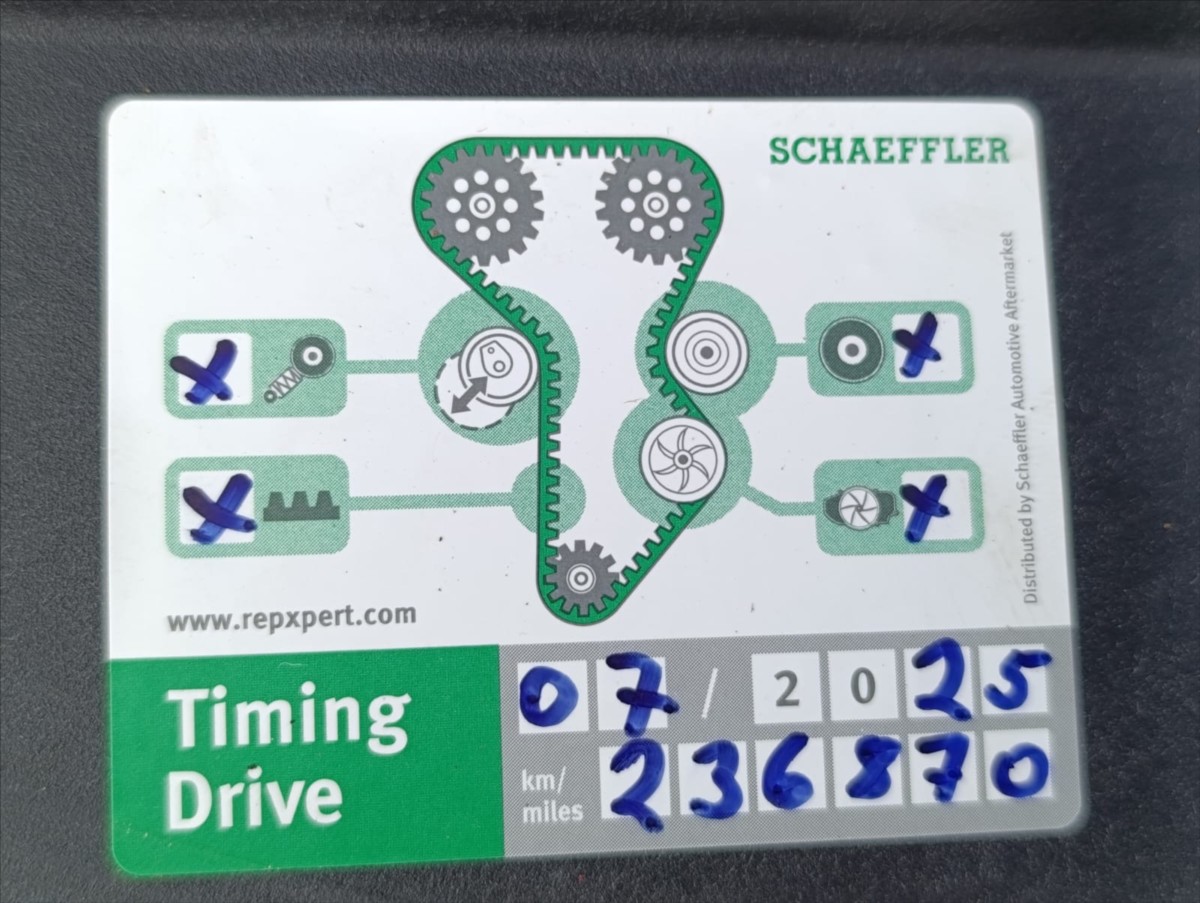 SCHAEFFLER
Distributed by Schaeffler Automotive Aftermarket
X
X
X
X
www.repxpert.com
Timing
Drive
07 / 2025
km/
miles
236870